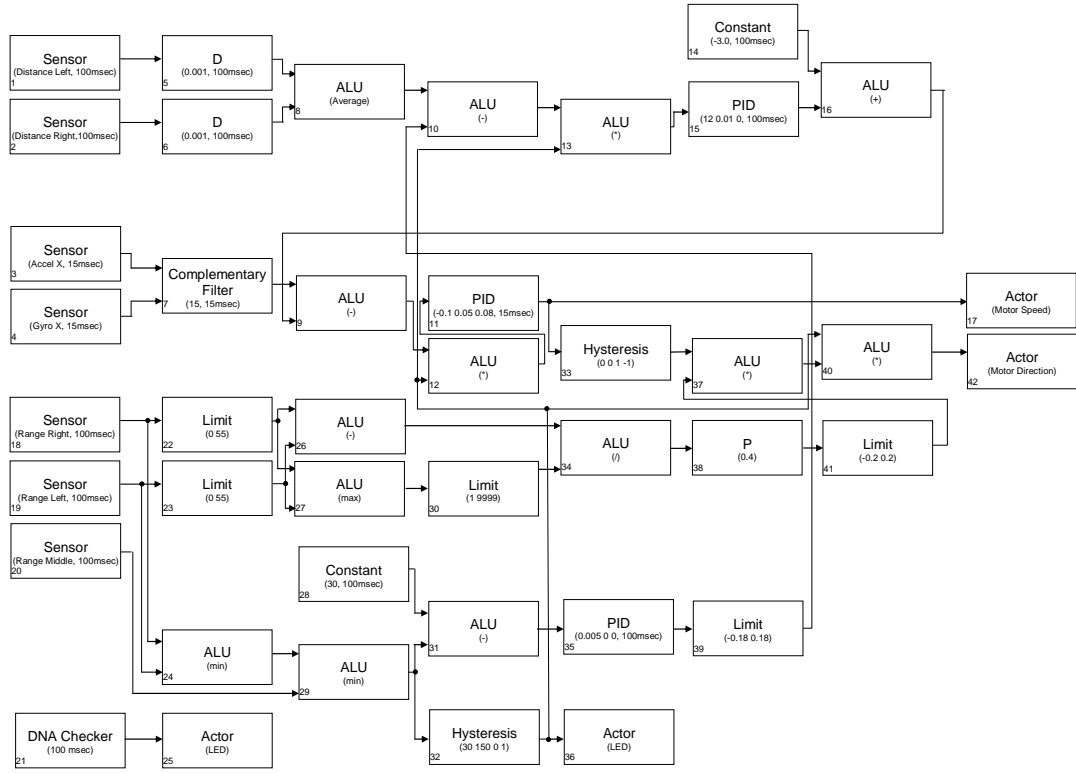 Constant
(-3.0, 100msec)
14
Sensor
(Distance Left, 100msec)
1
D
(0.001, 100msec)
5
ALU
(Average)
8
ALU
(-)
10
ALU
(*)
13
PID
(12 0.01 0, 100msec)
15
ALU
(+)
16
Sensor
(Distance Right,100msec)
2
D
(0.001, 100msec)
6
Sensor
(Accel X, 15msec)
3
Complementary
Filter
(15, 15msec)
7
Sensor
(Gyro X, 15msec)
4
ALU
(-)
9
PID
(-0.1 0.05 0.08, 15msec)
11
Actor
(Motor Speed)
17
ALU
(*)
12
Hysteresis
(0 0 1 -1)
33
ALU
(*)
37
ALU
(*)
40
Actor
(Motor Direction)
42
Sensor
(Range Right, 100msec)
18
Limit
(0 55)
22
ALU
(-)
26
ALU
(/)
34
P
(0.4)
38
Limit
(-0.2 0.2)
41
Sensor
(Range Left, 100msec)
19
Limit
(0 55)
23
ALU
(max)
27
Limit
(1 9999)
30
Sensor
(Range Middle, 100msec)
20
Constant
(30, 100msec)
28
ALU
(-)
31
PID
(0.005 0 0, 100msec)
35
Limit
(-0.18 0.18)
39
ALU
(min)
24
ALU
(min)
29
DNA Checker
(100 msec)
21
Actor
(LED)
25
Hysteresis
(30 150 0 1)
32
Actor
(LED)
36